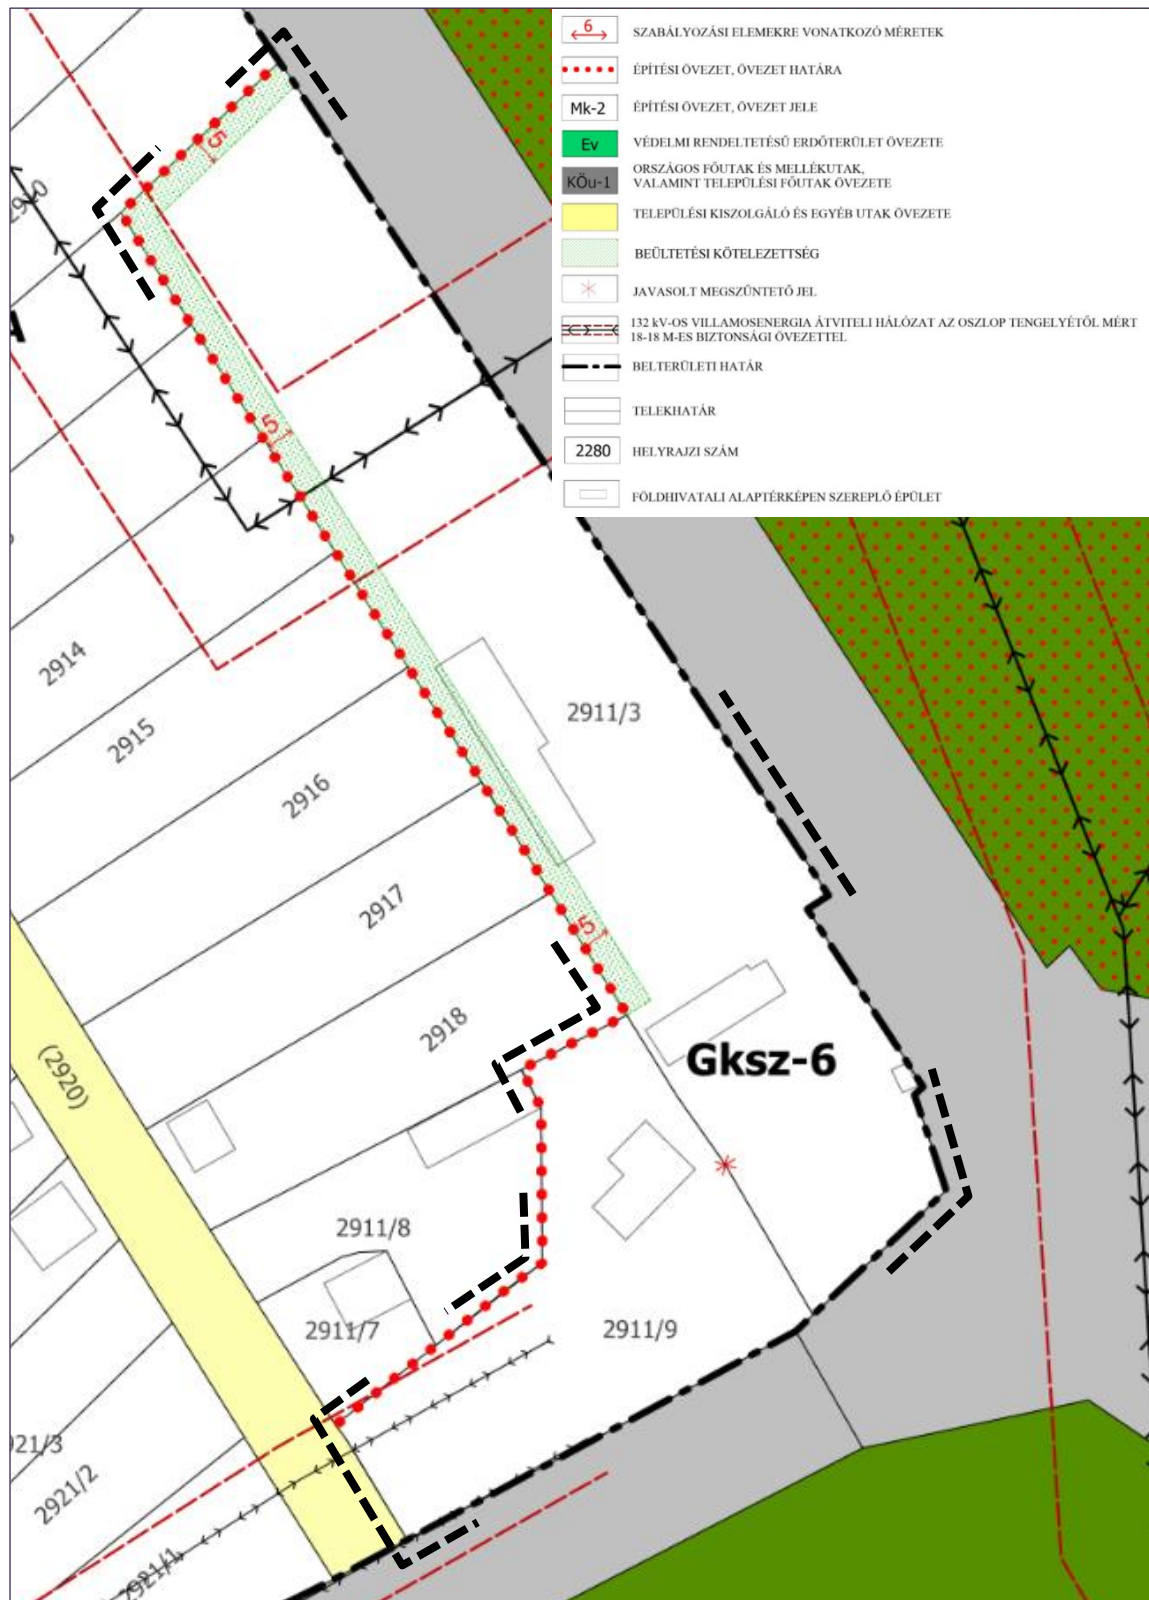 6
SZABÁLYOZÁSI ELEMEKRE VONATKOZÓ MÉRETEK
ÉPÍTÉSI ÖVEZET, ÖVEZET HATÁRA
Mk-2
ÉPÍTÉSI ÖVEZET, ÖVEZET JELE
Ev
VÉDELMI RENDELTETÉSŰ ERDŐTERÜLET ÖVEZETE
KÖu-1
ORSZÁGOS FŐUTAK ÉS MELLÉKUTAK,
VALAMINT TELEPÜLÉSI FŐUTAK ÖVEZETE
TELEPÜLÉSI KISZOLGÁLÓ ÉS EGYÉB UTAK ÖVEZETE
BEÜLTETÉSI KÖTELEZETTSÉG
JAVASOLT MEGSZŰNTETŐ JEL
132 kV-OS VILLAMOSENERGIA ÁTVITELI HÁLÓZAT AZ OSZLOP TENGELYÉTŐL MÉRT
18-18 M-ES BIZTONSÁGI ÖVEZETTEL
BELTERÜLETI HATÁR
TELEKHATÁR
2280
HELYRAJZI SZÁM
FÖLDHIVATALI ALAPTÉRKÉPEN SZEREPLŐ ÉPÜLET
5
5
2914
2911/3
2915
2916
2917
5
2918
Gksz-6
(2920)
2911/8
2911/7
2911/9
2921/2
2921/1